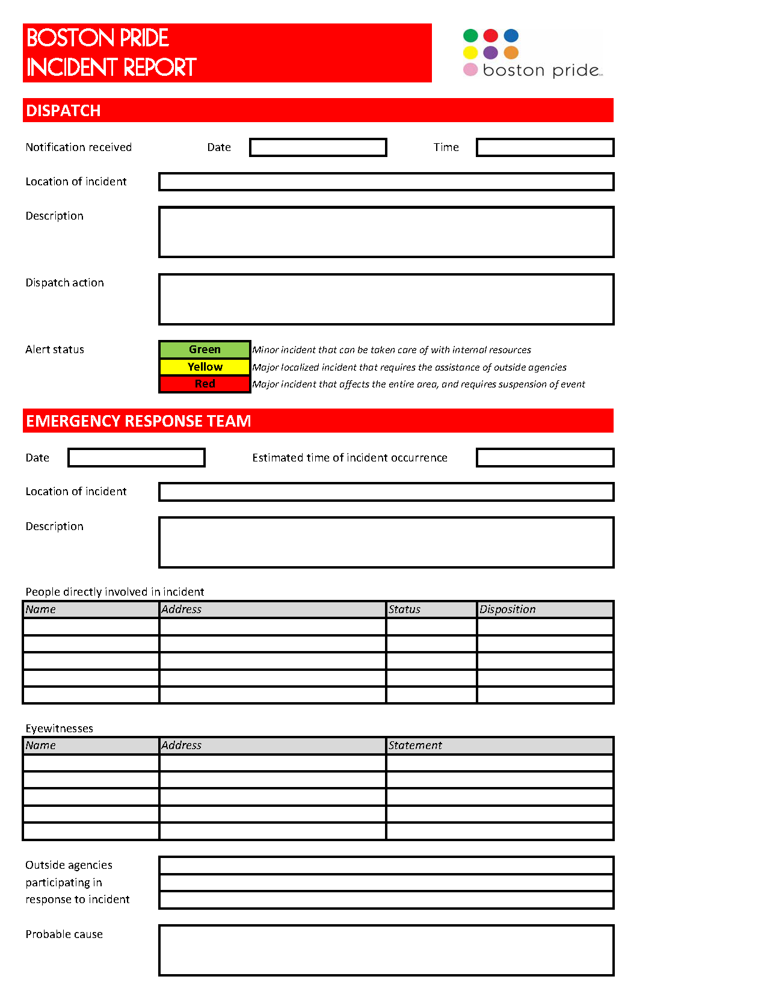 BOSTON PRIDE
INCIDENT REPORT
boston pride
DISPATCH
Notification received Date Time
Location of incident
Description
Dispatch action
Alert status Green Minor incident that can be taken care of with internal resources
Yellow Major localized incident that requires the assistance of outside agencies
Red Major incident that affects the entire area, and requires suspension of event
EMERGENCY RESPONSE TEAM
Date Estimated time of incident occurrence
Location of incident
Description
People directly involved in incident
Name Address Status Disposition
Eyewitnesses
Name Address Statement
Outside agencies
participating in
response to incident
Probable cause